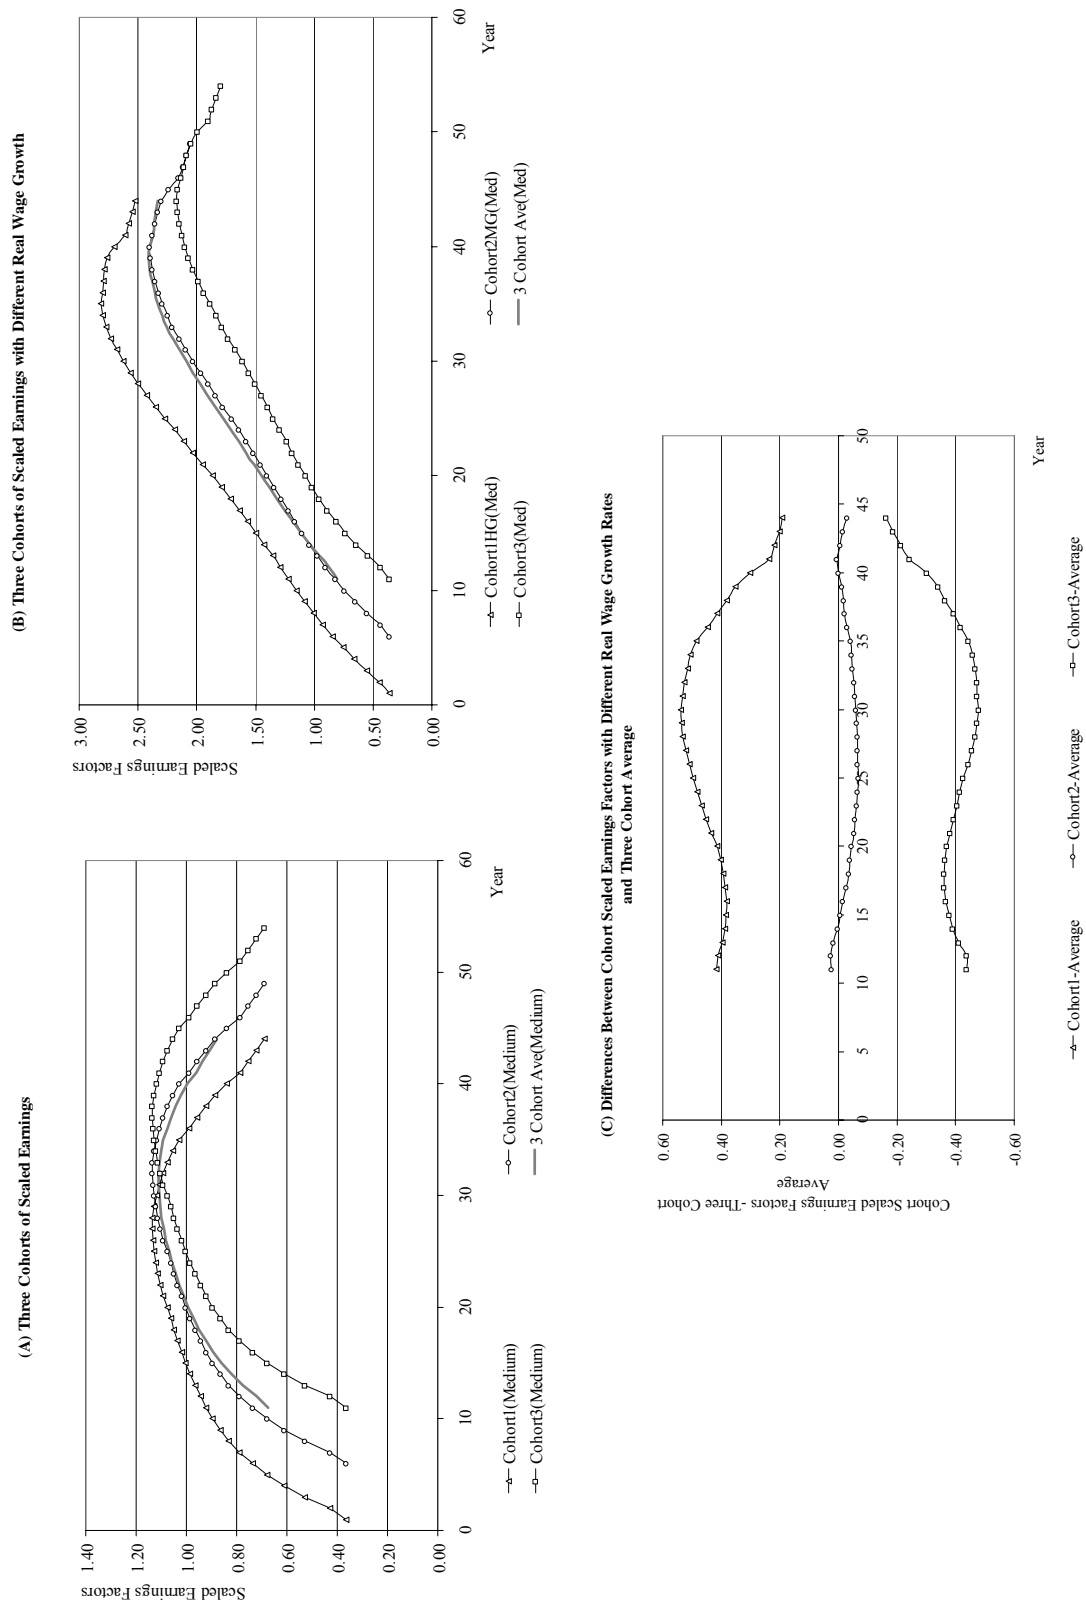 (A) Three Cohorts of Scaled Earnings
Scaled Earnings Factors
1.40
1.20
1.00
0.80
0.60
0.40
0.20
0.00
0
10
20
30
40
50
60
Year
Cohort1(Medium)
Cohort2(Medium)
Cohort3(Medium)
3 Cohort Ave(Medium)
(B) Three Cohorts of Scaled Earnings with Different Real Wage Growth
Scaled Earnings Factors
3.00
2.50
2.00
1.50
1.00
0.50
0.00
0
10
20
30
40
50
60
Year
Cohort1HG(Med)
Cohort2MG(Med)
Cohort3(Med)
3 Cohort Ave(Med)
(C) Differences Between Cohort Scaled Earnings Factors with Different Real Wage Growth Rates
and Three Cohort Average
Cohort Scaled Earnings Factors -Three Cohort
Average
0.60
0.40
0.20
0.00
-0.20
-0.40
-0.60
0
5
10
15
20
25
30
35
40
45
50
Year
Cohort1-Average
Cohort2-Average
Cohort3-Average